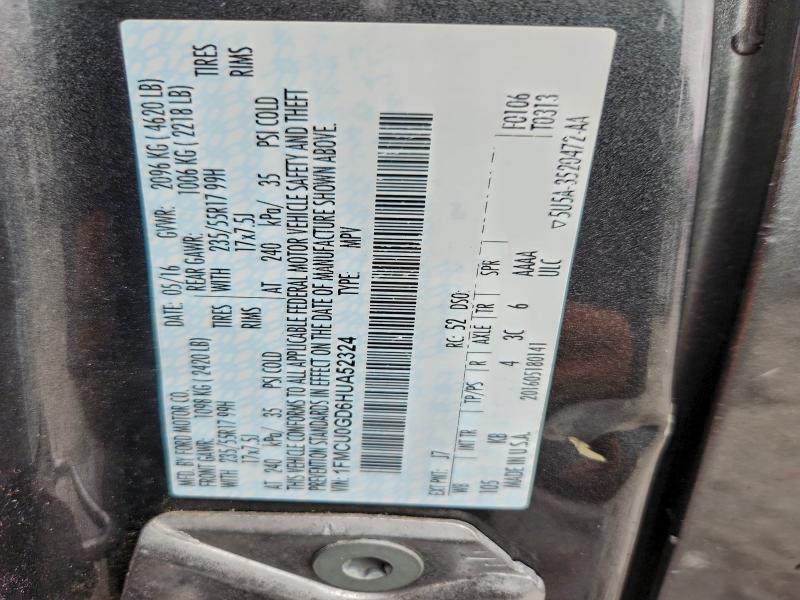 MFG. BY FORD MOTOR CO.
DATE: 05/16 GVWR: 2096 KG ( 4620 LB)
FRONT GAWR: 1098 KG ( 2420 LB) REAR GAWR: 1006 KG ( 2218 LB)
235/55R17 99H TIRES WITH 235/55R17 99H TIRES
17x7.5J RIMS 17x7.5J RIMS
AT 240 kPa/ 35 PSI COLD AT 240 kPa/ 35 PSI COLD
THIS VEHICLE CONFORMS TO ALL APPLICABLE FEDERAL MOTOR VEHICLE SAFETY AND THEFT
PREVENTION STANDARDS IN EFFECT ON THE DATE OF MANUFACTURE SHOWN ABOVE.
VIN: 1FMCU0GD6HUA52324 TYPE: MPV
F0106
T0313
EXT PNT: J7 RC: 52 DSO:
WB INT TR TP/PS R AXLE TR SPR
105 KB 4 3C 6 AAAA
MADE IN U.S.A. 201605180141 ULC
▽5U5A-3520472-AA